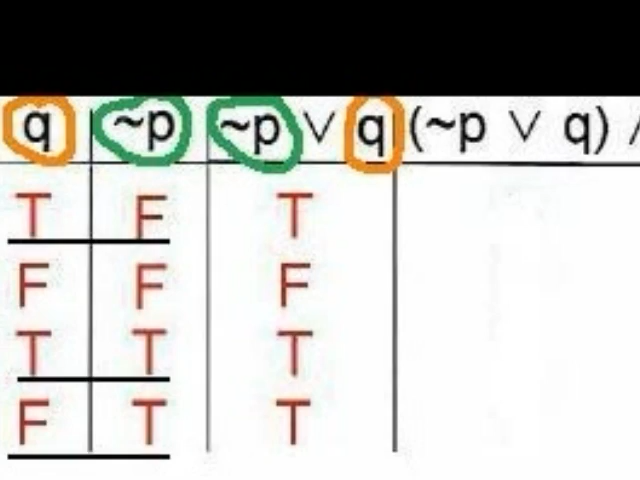 q ~p ~p ∨ q (~p ∨ q)
T F T
F F F
T T T
F T T